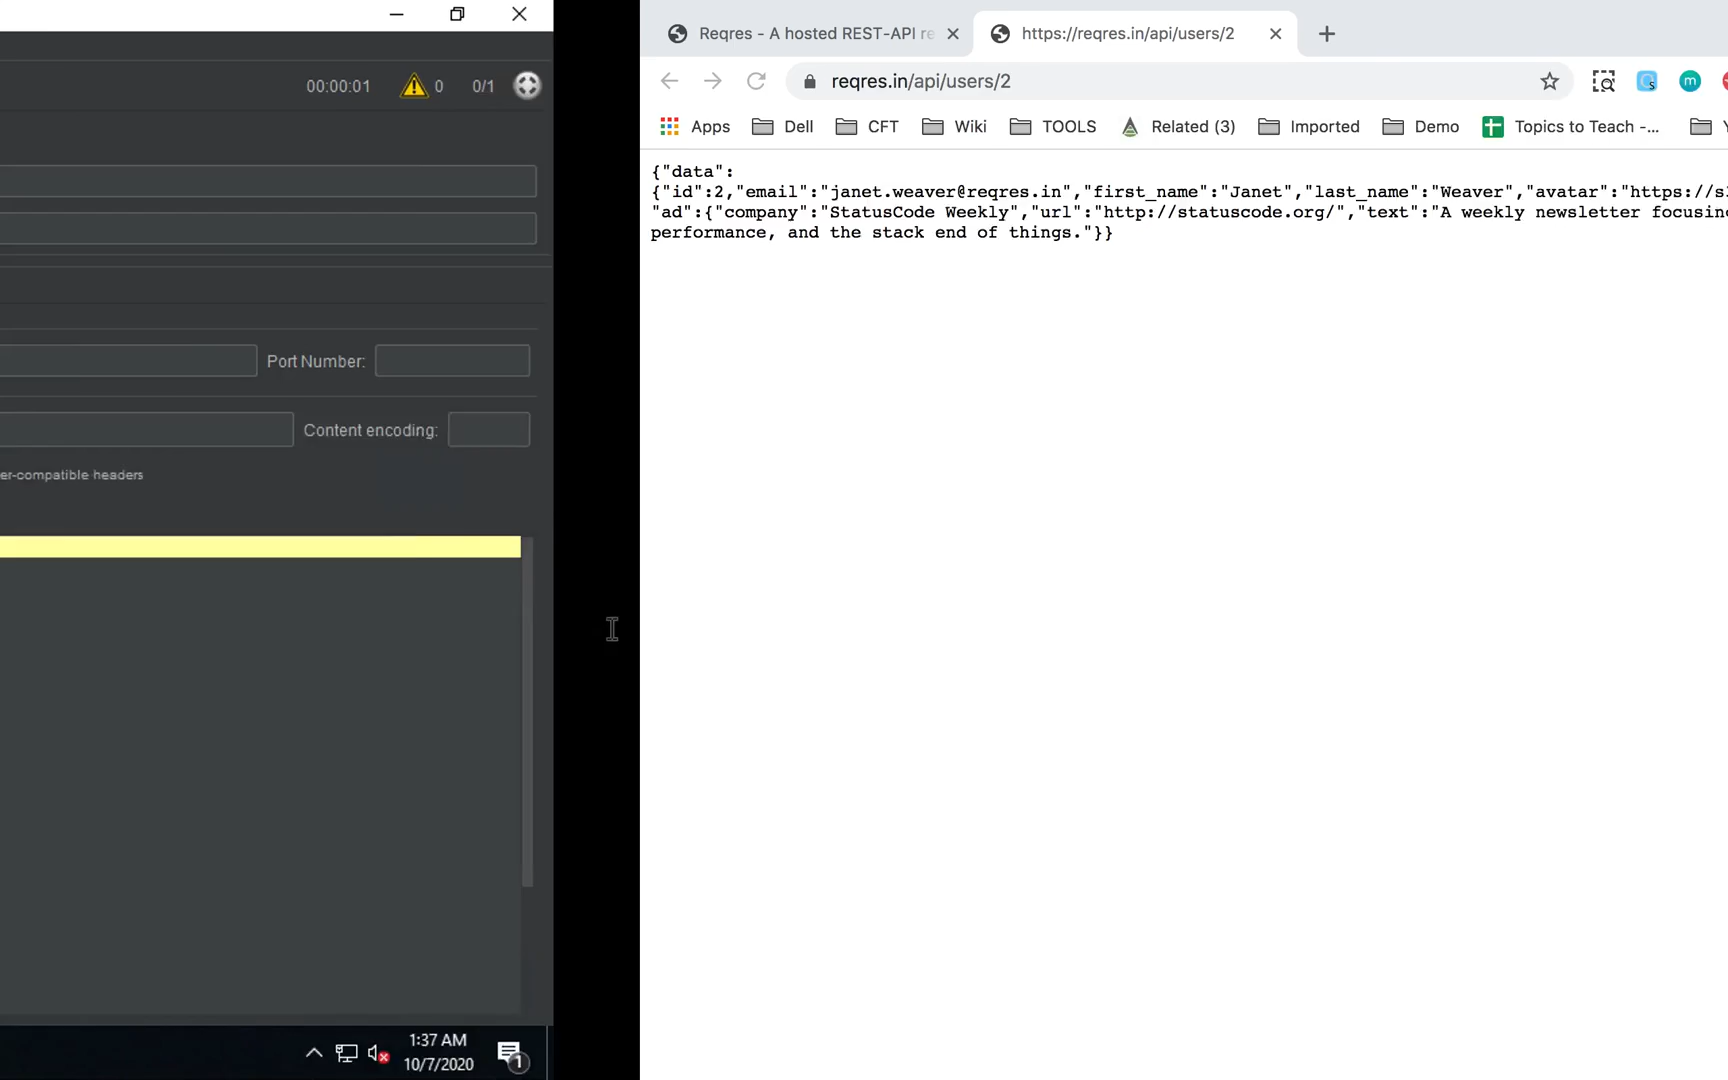 00:00:01 0 0/1
Port Number:
Content encoding:
er-compatible headers
1:37 AM
10/7/2020
1
Reqres - A hosted REST-API re
https://reqres.in/api/users/2
reqres.in/api/users/2
m
Apps Dell CFT Wiki TOOLS Related (3) Imported Demo Topics to Teach -...
{"data":
{"id":2,"email":"janet.weaver@reqres.in","first_name":"Janet","last_name":"Weaver","avatar":"https://s
"ad":{"company":"StatusCode Weekly","url":"http://statuscode.org/","text":"A weekly newsletter focusin
performance, and the stack end of things."}}